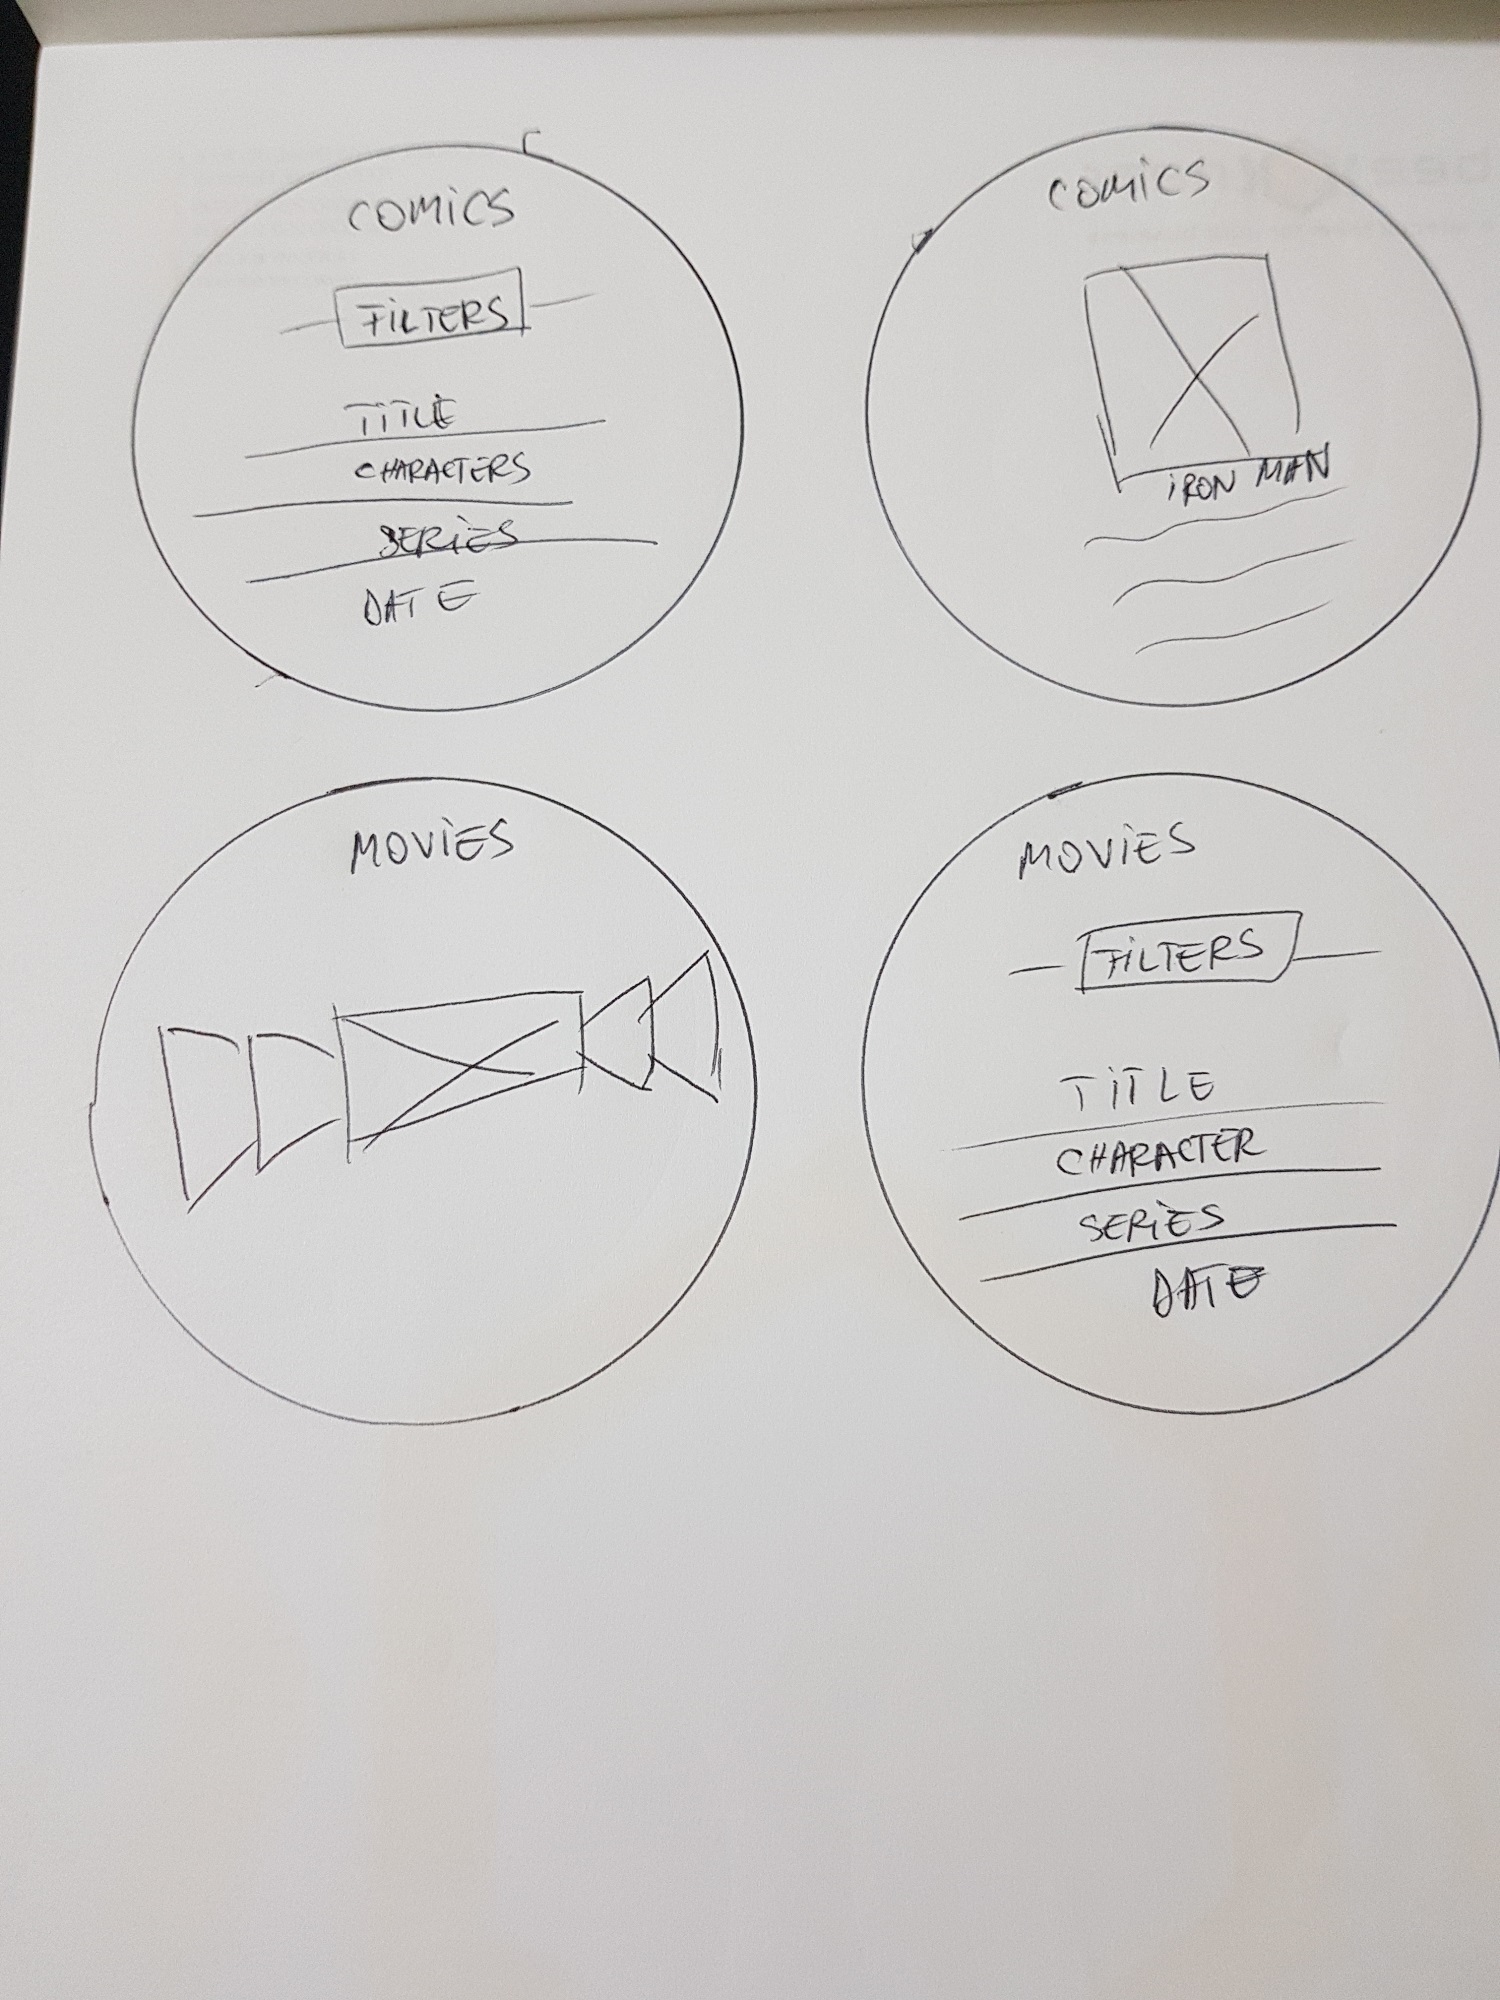 COMICS
FILTERS
TITLE
CHARACTERS
SERIES
DATE
COMICS
IRON MAN
MOVIES
MOVIES
FILTERS
TITLE
CHARACTER
SERIES
DATE